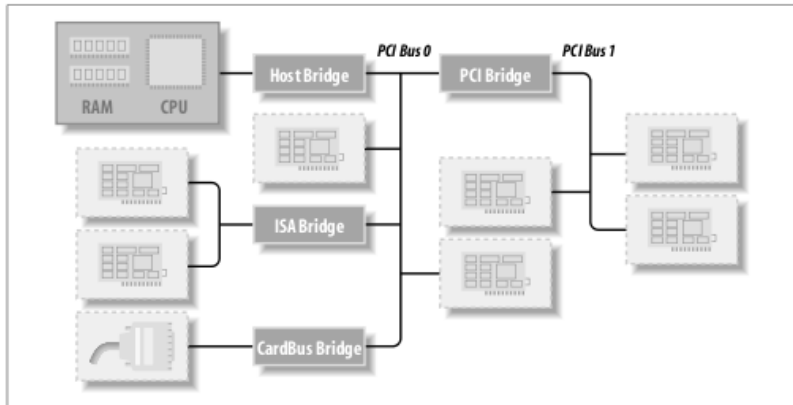 PCI Bus 0
PCI Bus 1
Host Bridge
PCI Bridge
RAM
CPU
ISA Bridge
CardBus Bridge